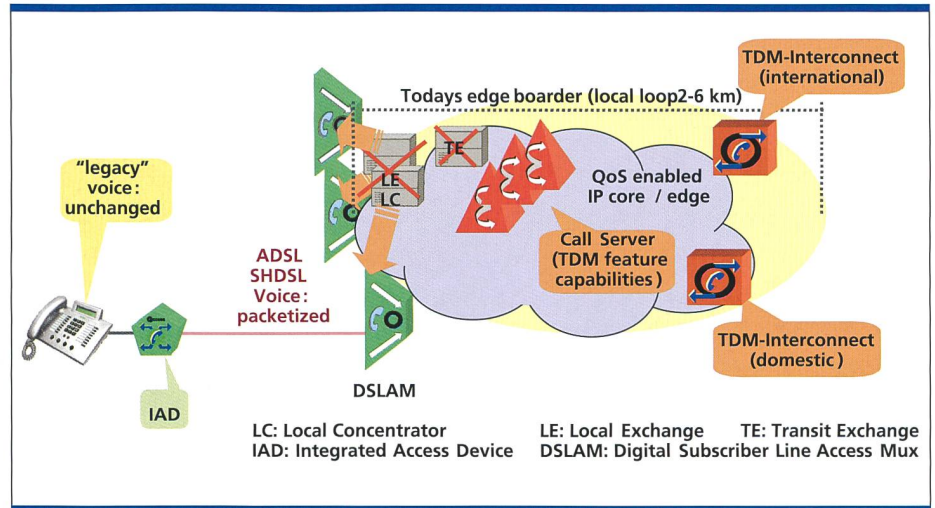 TDM-Interconnect
(international)
Todays edge boarder (local loop2-6 km)
"legacy"
voice:
unchanged
TE
LE
LC
QoS enabled
IP core / edge
Call Server
(TDM feature
capabilities)
ADSL
SHDSL
Voice:
packetized
TDM-Interconnect
(domestic)
DSLAM
IAD
LC: Local Concentrator
LE: Local Exchange
TE: Transit Exchange
IAD: Integrated Access Device
DSLAM: Digital Subscriber Line Access Mux